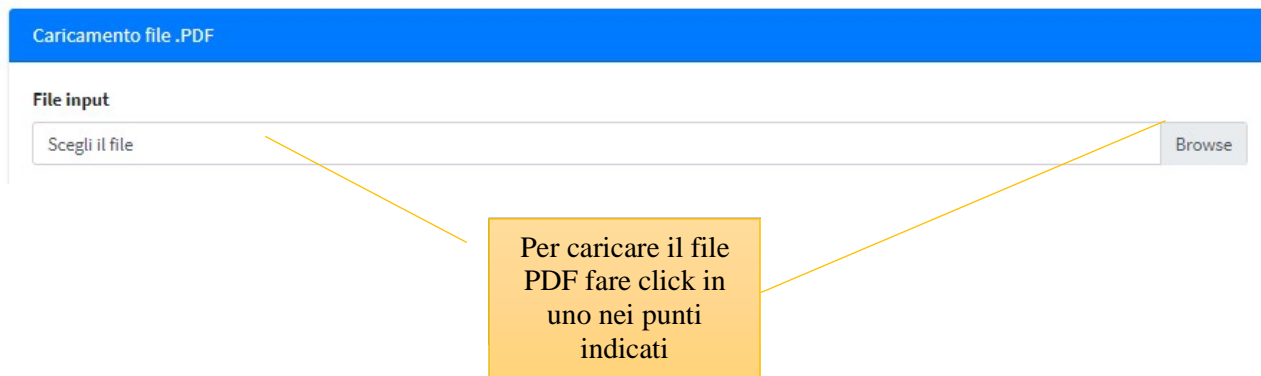 Caricamento file .PDF
File input
Scegli il file
Browse
Per caricare il file
PDF fare click in
uno nei punti
indicati